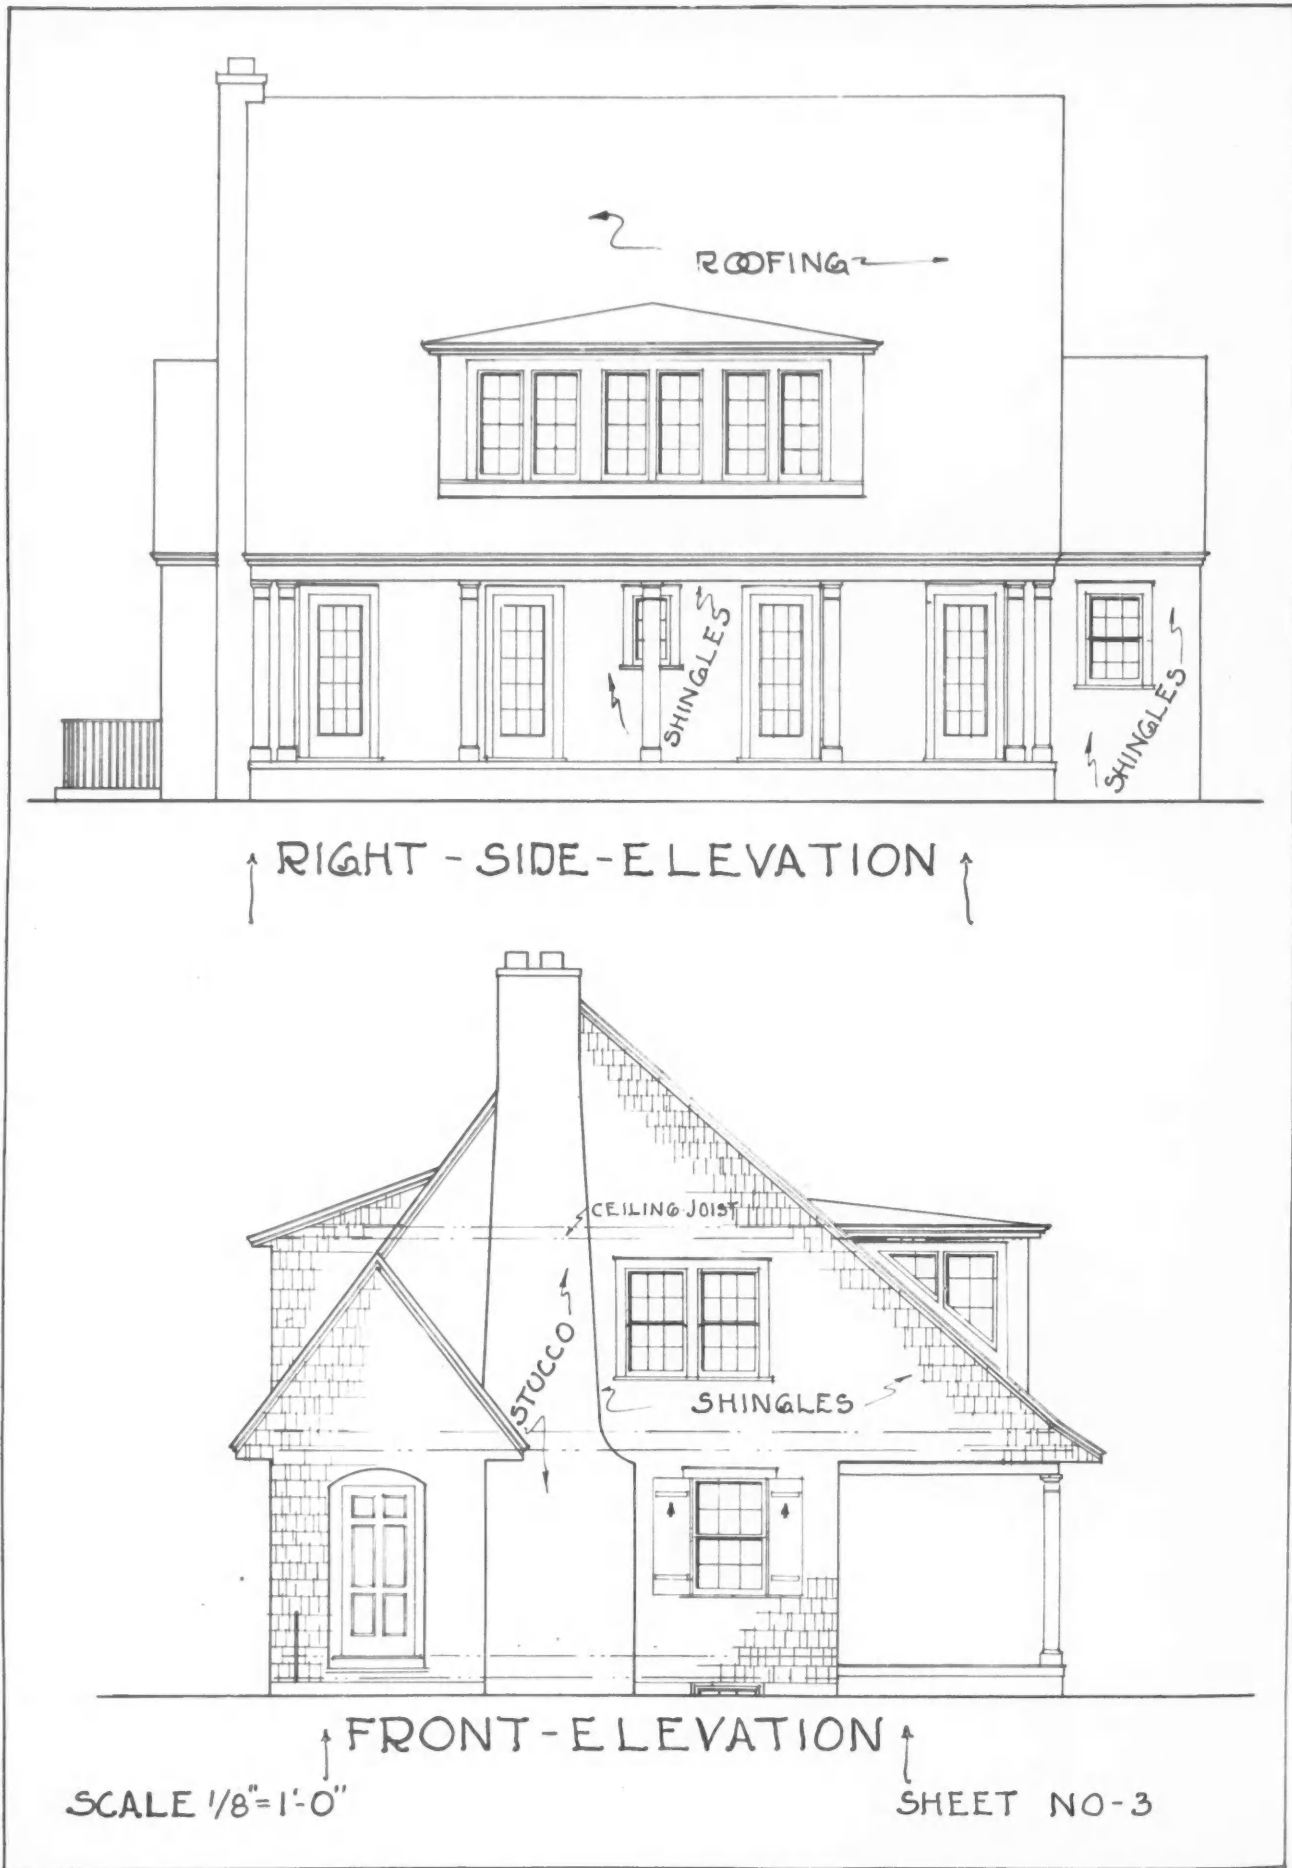 ROOFING
SHINGLES
SHINGLES
RIGHT-SIDE-ELEVATION
CEILING JOIST
STUCCO
SHINGLES
FRONT-ELEVATION
SCALE 1/8"=1'-0"
SHEET NO-3